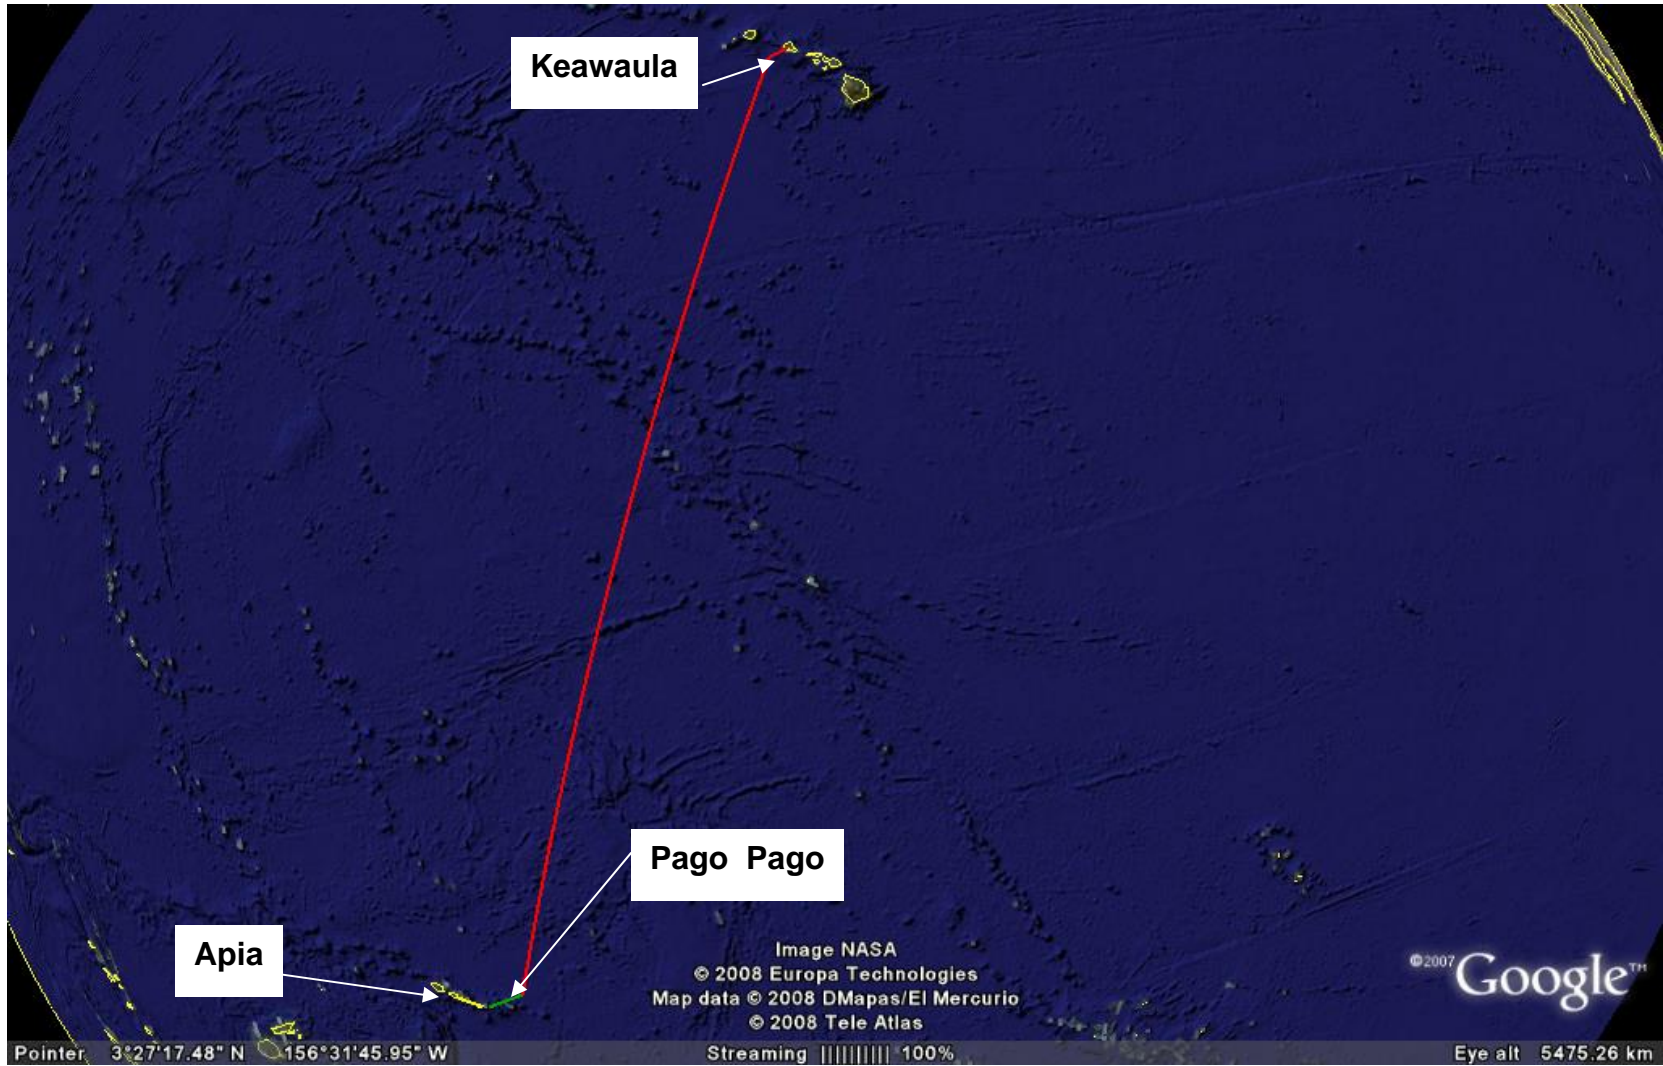 Keawaula
Pago Pago
Apia
Image NASA
© 2008 Europa Technologies
Map data © 2008 DMapas/El Mercurio
© 2008 Tele Atlas
©2007 Google™
Pointer 3°27'17.48" N 156°31'45.95" W Streaming |||||||||| 100% Eye alt 5475.26 km